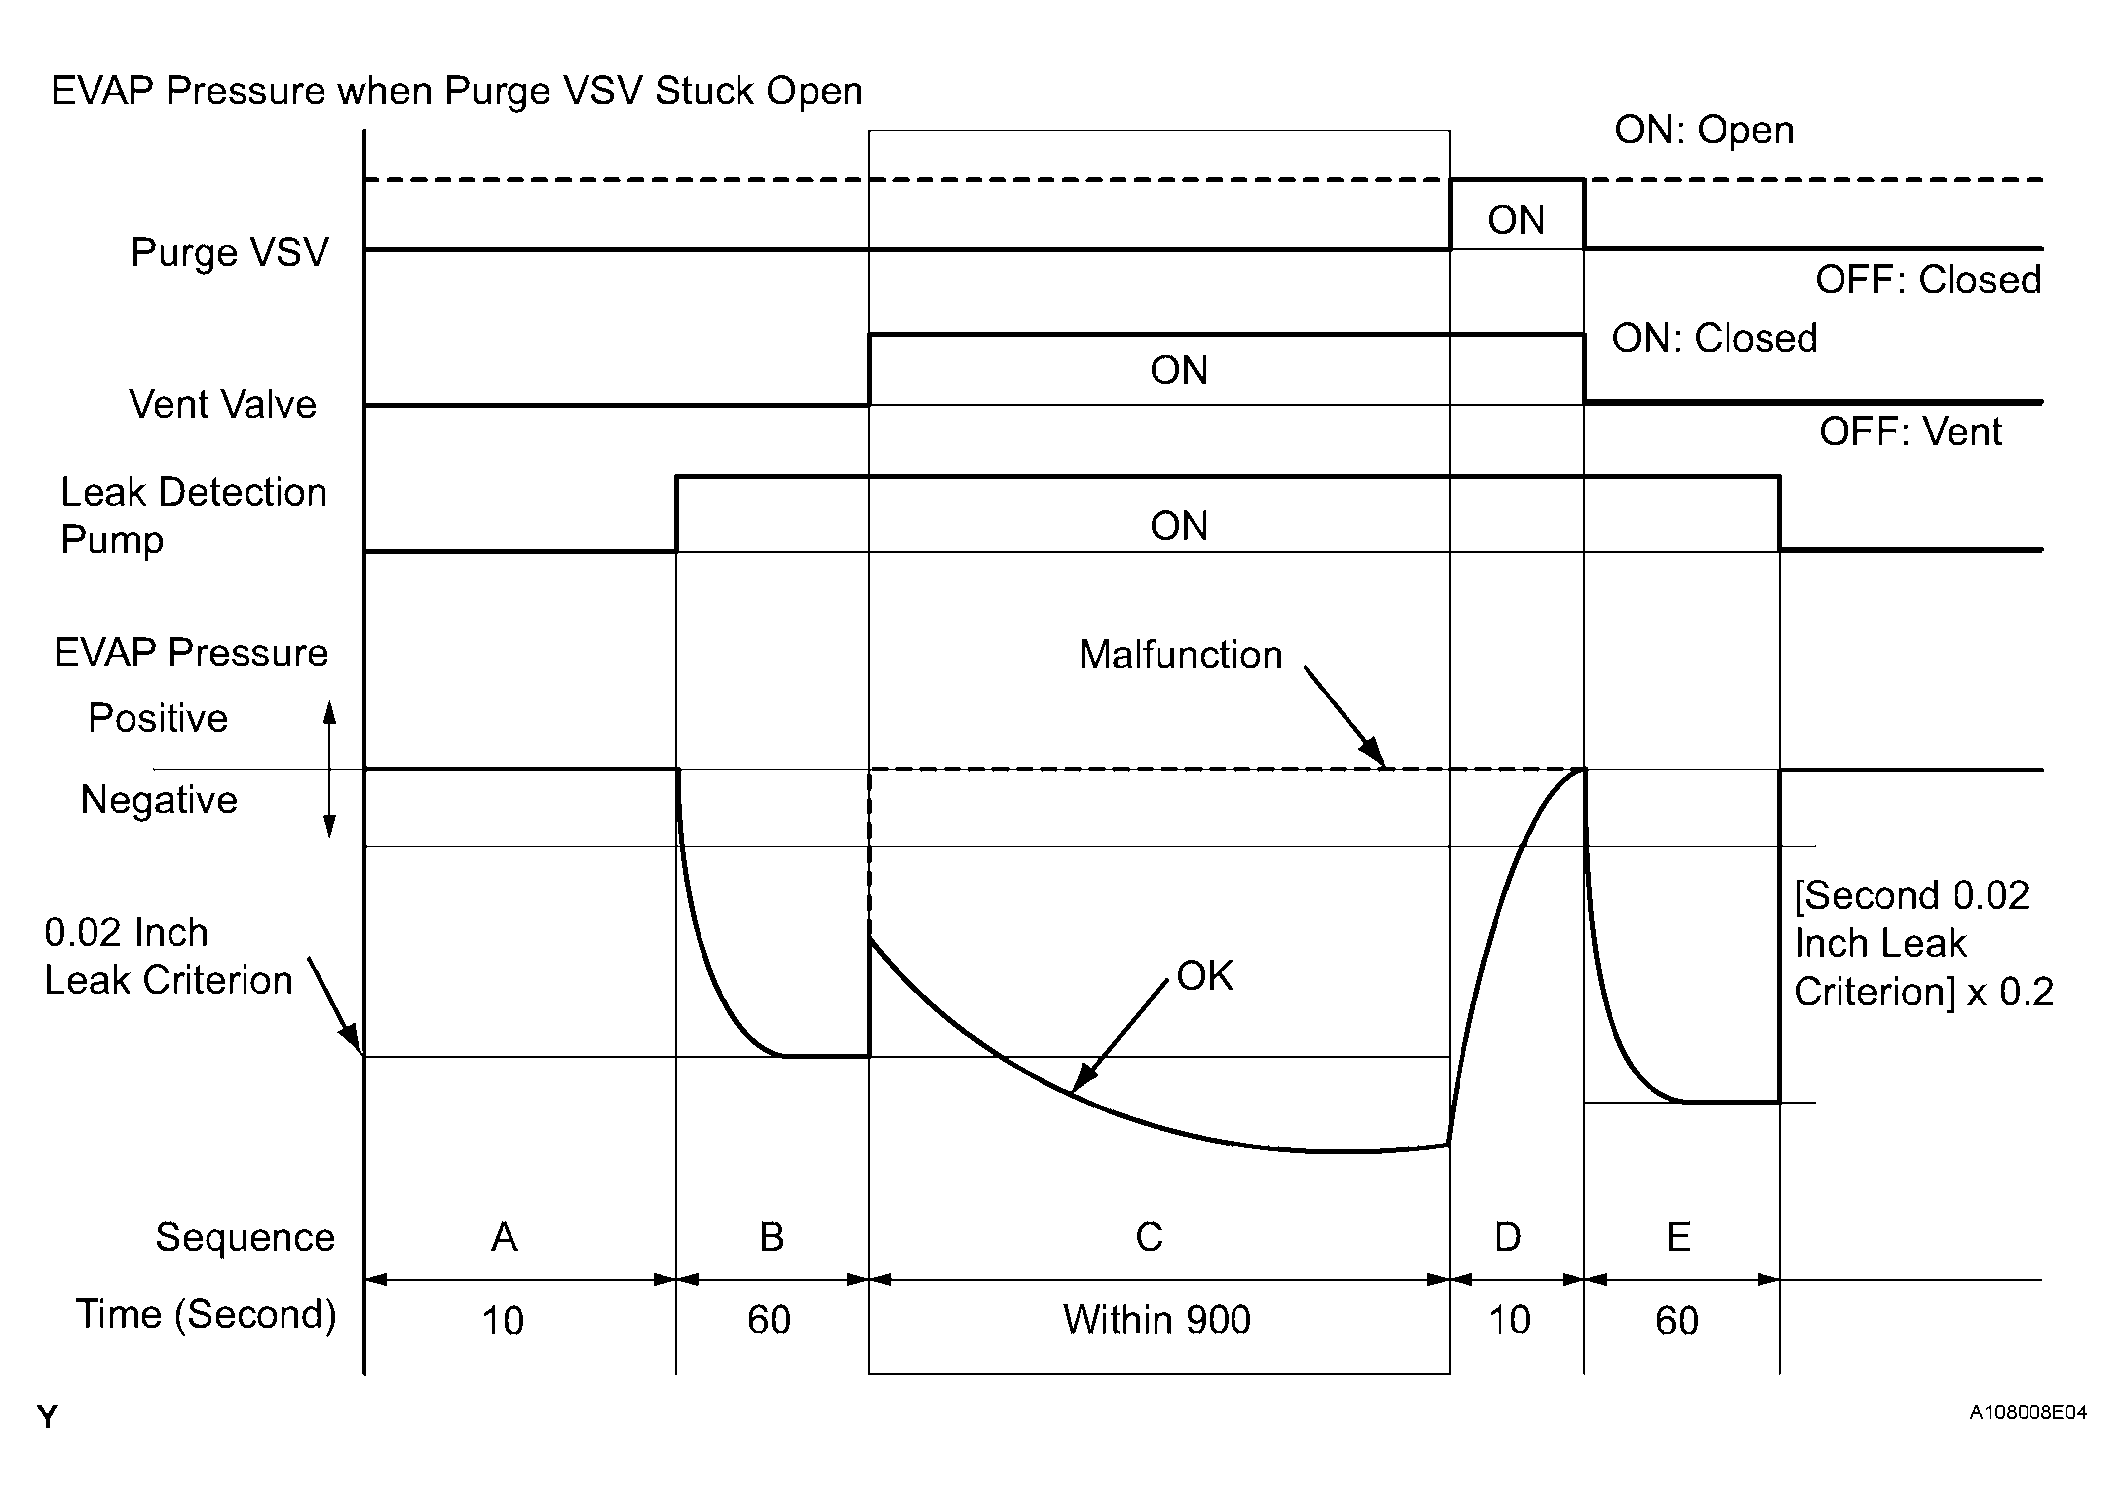 EVAP Pressure when Purge VSV Stuck Open
ON: Open
ON
Purge VSV
OFF: Closed
ON: Closed
ON
Vent Valve
OFF: Vent
Leak Detection
Pump
ON
EVAP Pressure
Malfunction
Positive
Negative
0.02 Inch
Leak Criterion
OK
[Second 0.02
Inch Leak
Criterion] x 0.2
Sequence
A
B
C
D
E
Time (Second)
10
60
Within 900
10
60
Y
A108008E04